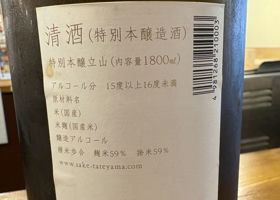 清酒(特別本醸造酒)
特別本醸立山(内容量1800㎖)
アルコール分 15度以上16度未満
原材料名
米(国産)
米麹(国産米)
醸造アルコール
精米歩合 麹米59% 掛米59%
www.sake-tateyama.com
4981268210003